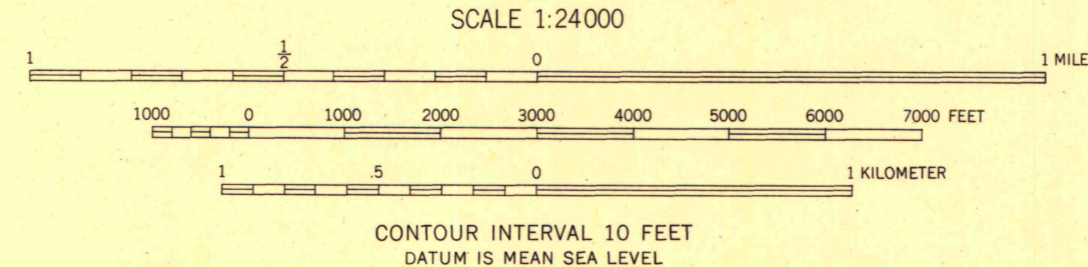 SCALE 1:24000
1 1/2 0 1 MILE
1000 0 1000 2000 3000 4000 5000 6000 7000 FEET
1 .5 0 1 KILOMETER
CONTOUR INTERVAL 10 FEET
DATUM IS MEAN SEA LEVEL